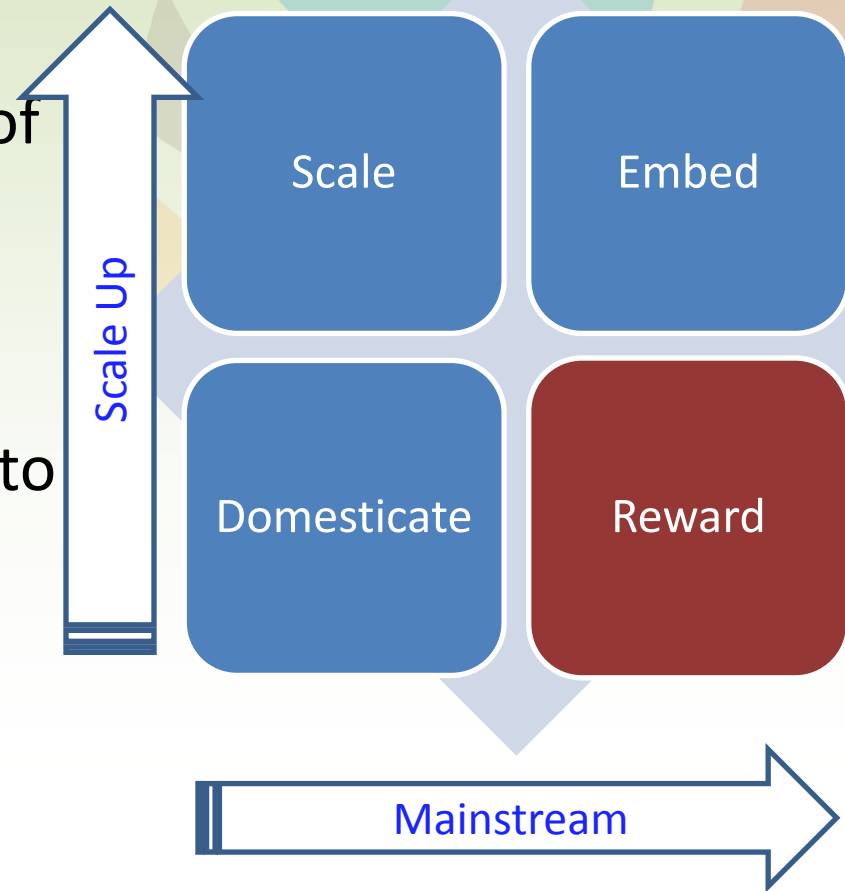 of
Scale
Embed
Scale Up
to
Domesticate
Reward
Mainstream